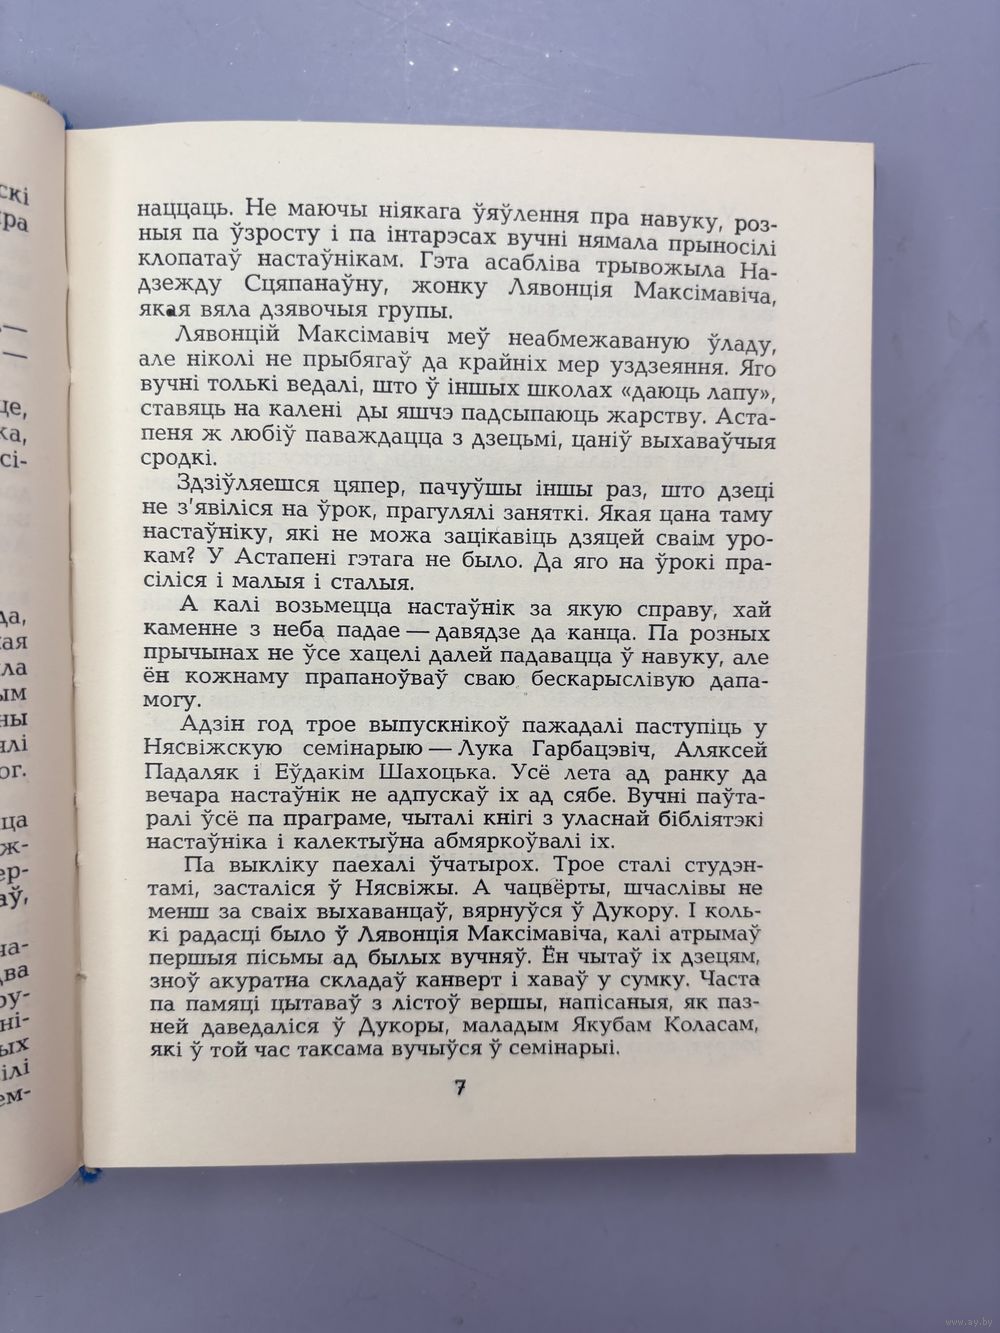 наццаць. Не маючы ніякага ўяўлення пра навуку, роз-
ныя па ўзросту і па інтарэсах вучні нямала прыносілі
клопатаў настаўнікам. Гэта асабліва трывожыла На-
дзежду Сцяпанаўну, жонку Лявонція Максімавіча,
якая вяла дзявочыя групы.
Лявонцій Максімавіч меў неабмежаваную ўладу,
але ніколі не прыбягаў да крайніх мер уздзеяння. Яго
вучні толькі ведалі, што ў іншых школах «даюць лапу»,
ставяць на калені ды яшчэ падсыпаюць жарству. Аста-
пеня ж любіў паваждацца з дзецьмі, цаніў выхаваўчыя
сродкі.
Здзіўляешся цяпер, пачуўшы іншы раз, што дзеці
не з'явіліся на ўрок, прагулялі заняткі. Якая цана таму
настаўніку, які не можа зацікавіць дзяцей сваім уро-
кам? У Астапені гэтага не было. Да яго на ўрокі пра-
сіліся і малыя і сталыя.
А калі возьмецца настаўнік за якую справу, хай
каменне з неба падае — давядзе да канца. Па розных
прычынах не ўсе хацелі далей падавацца ў навуку, але
ён кожнаму прапаноўваў сваю бескарыслівую дапа-
могу.
Адзін год трое выпускнікоў пажадалі паступіць у
Нясвіжскую семінарыю — Лука Гарбацэвіч, Аляксей
Падаляк і Еўдакім Шахоцька. Усё лета ад ранку да
вечара настаўнік не адпускаў іх ад сябе. Вучні паўта-
ралі ўсё па праграме, чыталі кнігі з уласнай бібліятэкі
настаўніка і калектыўна абмяркоўвалі іх.
Па выкліку паехалі ўчатырох. Трое сталі студэн-
тамі, засталіся ў Нясвіжы. А чацвёрты, шчаслівы не
менш за сваіх выхаванцаў, вярнуўся ў Дукору. І коль-
кі радасці было ў Лявонція Максімавіча, калі атрымаў
першыя пісьмы ад былых вучняў. Ён чытаў іх дзецям,
зноў акуратна складаў канверт і хаваў у сумку. Часта
па памяці цытаваў з лістоў вершы, напісаныя, як паз-
ней даведаліся ў Дукоры, маладым Якубам Коласам,
які ў той час таксама вучыўся ў семінарыі.
7
www.ay.by